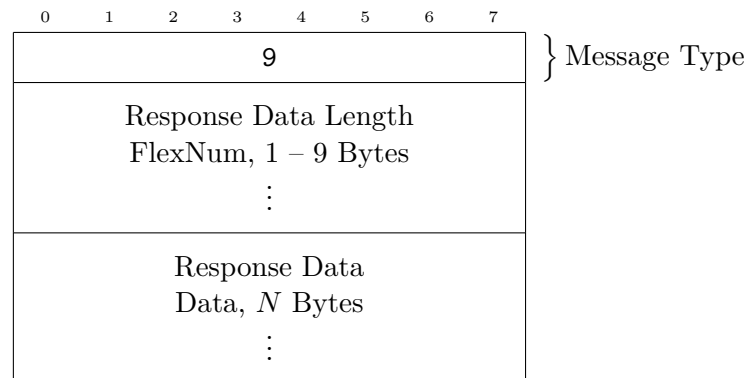 0 1 2 3 4 5 6 7
9
Message Type
Response Data Length
FlexNum, 1 – 9 Bytes
⋮
Response Data
Data, N Bytes
⋮